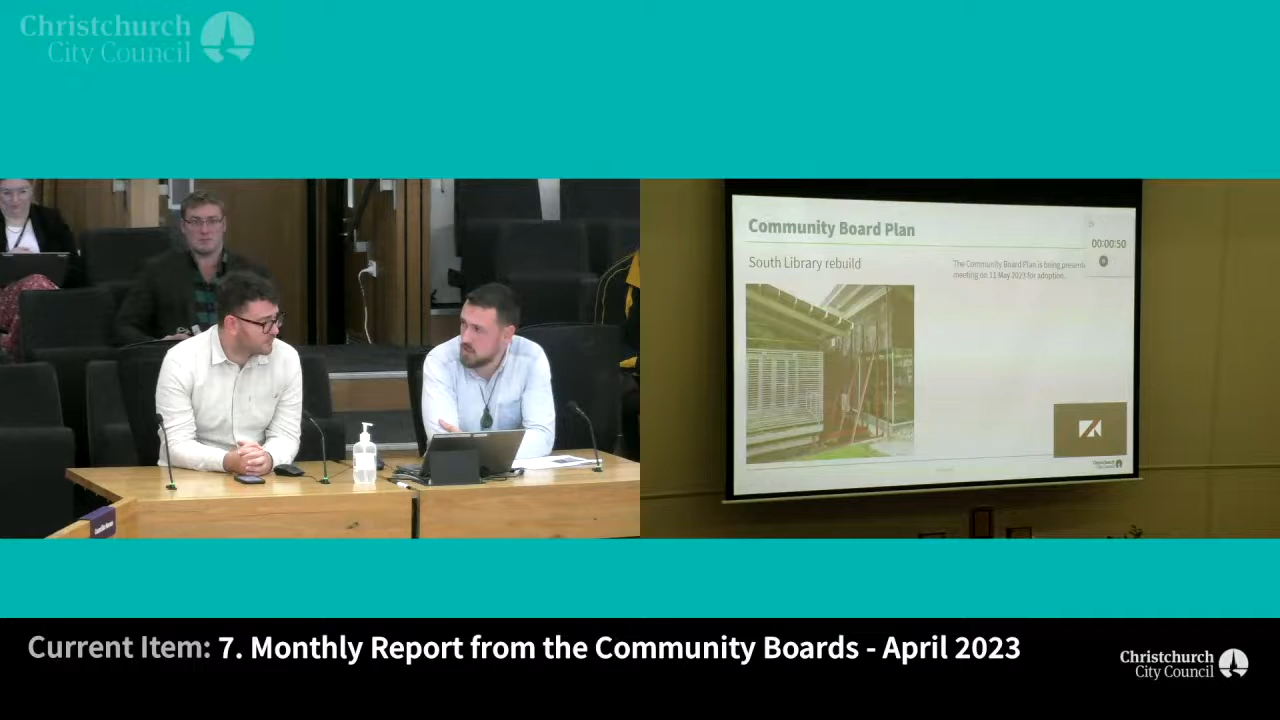 Christchurch
City Council
Community Board Plan
South Library rebuild
The Community Board Plan is being presente
meeting on 11 May 2023 for adoption.
00:00:50
Current Item: 7. Monthly Report from the Community Boards - April 2023
Christchurch
City Council